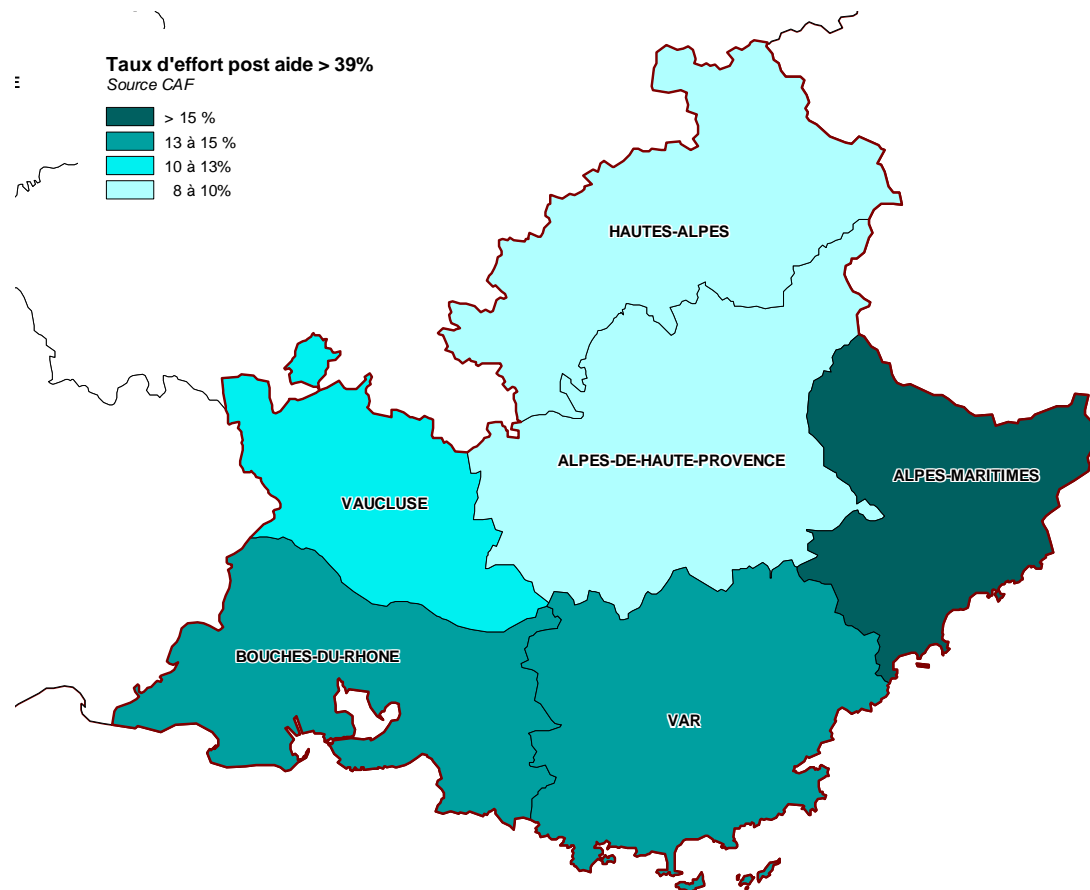 Taux d'effort post aide > 39%
E
Source CAF
> 15 %
13 à 15 %
10 à 13%
8 à 10%
HAUTES-ALPES
ALPES-DE-HAUTE-PROVENCE
ALPES-MARITIMES
VAUCLUSE
BOUCHES-DU-RHONE
VAR